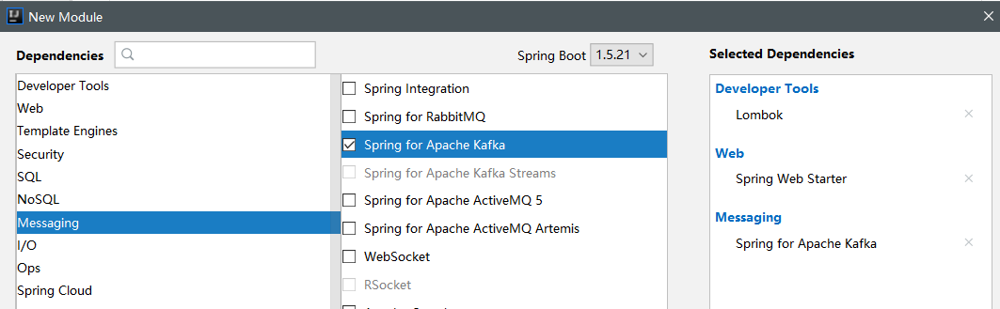 New Module
Dependencies
Spring Boot 1.5.21
Selected Dependencies
Developer Tools
Web
Template Engines
Security
SQL
NoSQL
Messaging
I/O
Ops
Spring Cloud
Spring Integration
Spring for RabbitMQ
Spring for Apache Kafka
Spring for Apache Kafka Streams
Spring for Apache ActiveMQ 5
Spring for Apache ActiveMQ Artemis
WebSocket
RSocket
Developer Tools
Lombok
Web
Spring Web Starter
Messaging
Spring for Apache Kafka